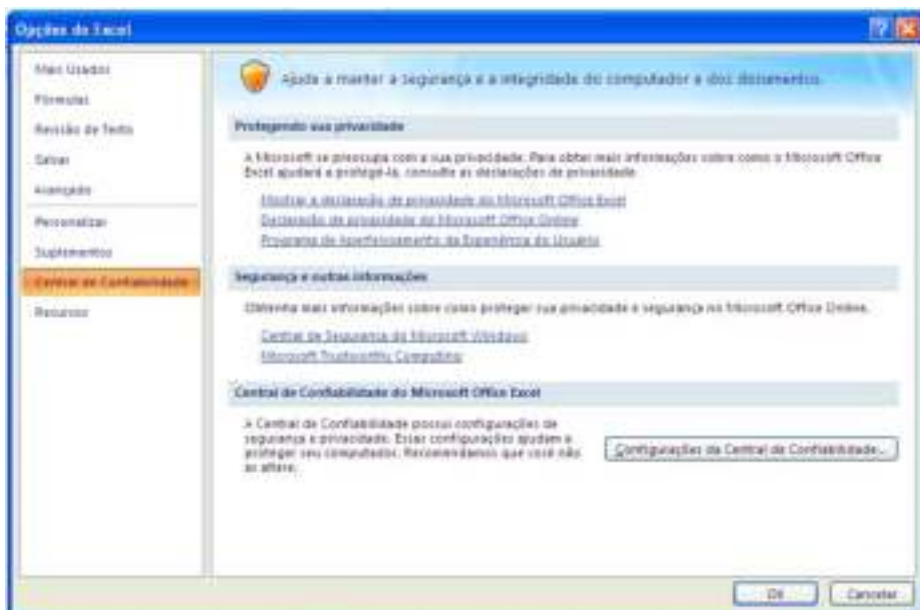 Opções do Excel
Mais Usados
Fórmulas
Revisão de Texto
Salvar
Avançado
Personalizar
Suplementos
Central de Confiabilidade
Recursos
Ajuda a manter a segurança e a integridade do computador e dos documentos.
Protegendo sua privacidade
A Microsoft se preocupa com a sua privacidade. Para obter mais informações sobre como o Microsoft Office
Excel ajudará a protegê-la, consulte as declarações de privacidade.
Mostrar a declaração de privacidade do Microsoft Office Excel
Declaração de privacidade do Microsoft Office Online
Programa de Aperfeiçoamento da Experiência do Usuário
Segurança e outras informações
Obtenha mais informações sobre como proteger sua privacidade e segurança no Microsoft Office Online.
Central de Segurança do Microsoft Windows
Microsoft Trustworthy Computing
Central de Confiabilidade do Microsoft Office Excel
A Central de Confiabilidade possui configurações de
segurança e privacidade. Essas configurações ajudam a
proteger seu computador. Recomendamos que você não
as altere.
Configurações da Central de Confiabilidade...
OK
Cancelar